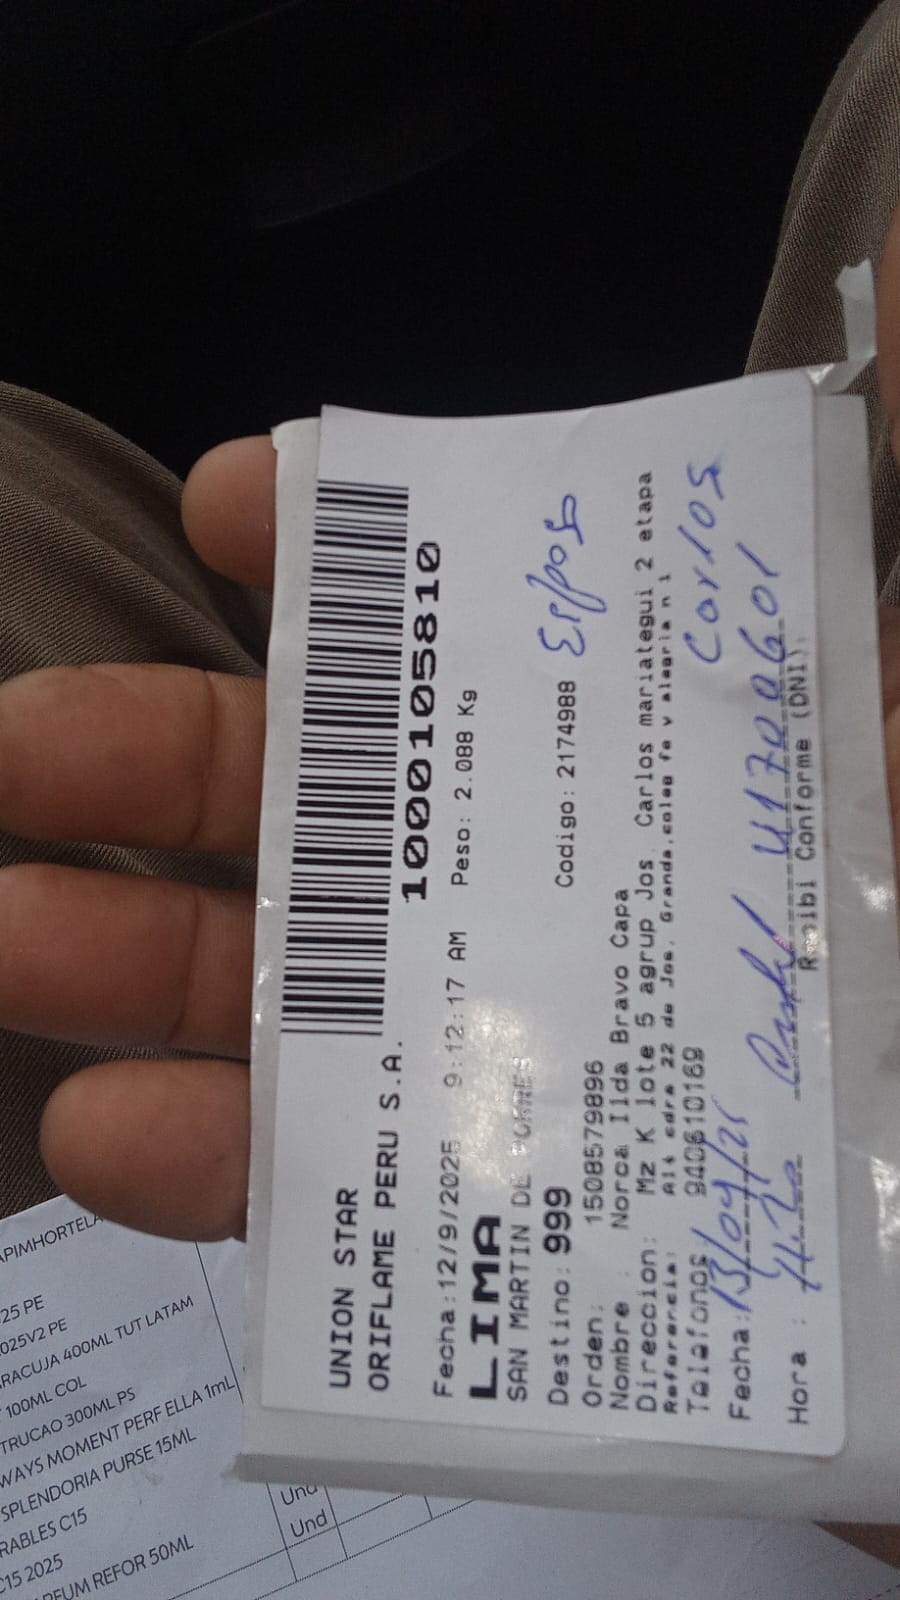 UNION STAR
ORIFLAME PERU S.A.
1000105810
Fecha:12/9/2025 9:12:17 AM Peso: 2.088 Kg
LIMA
SAN MARTIN DE PORRES
Destino: 999
Orden: 1508579896 Codigo: 2174988 Espos
Nombre : Norca Ilda Bravo Capa
Direccion: Mz K lote 5 agrup Jos. Carlos mariategui 2 etapa
Referencia: Alt cdra 22 de Jos. Granda,coleg fe y alegria n 1
Telefonos: 940610169 Carlos
Fecha: 13/09/25
41700601
Hora :
Recibi Conforme (DNI).
APIMHORTELA
25 PE
025V2 PE
RACUJA 400ML TUT LATAM
100ML COL
TRUCAO 300ML PS
WAYS MOMENT PERF ELLA 1mL
SPLENDORIA PURSE 15ML
RABLES C15
C15 2025
REFOR 50ML
Und
Und